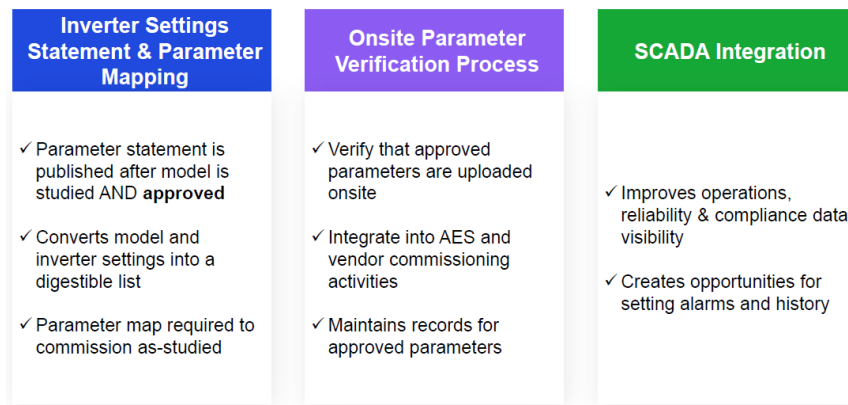 Inverter Settings
Statement & Parameter
Mapping
✓ Parameter statement is
published after model is
studied AND approved
✓ Converts model and
inverter settings into a
digestible list
✓ Parameter map required to
commission as-studied
Onsite Parameter
Verification Process
✓ Verify that approved
parameters are uploaded
onsite
✓ Integrate into AES and
vendor commissioning
activities
✓ Maintains records for
approved parameters
SCADA Integration
✓ Improves operations,
reliability & compliance data
visibility
✓ Creates opportunities for
setting alarms and history